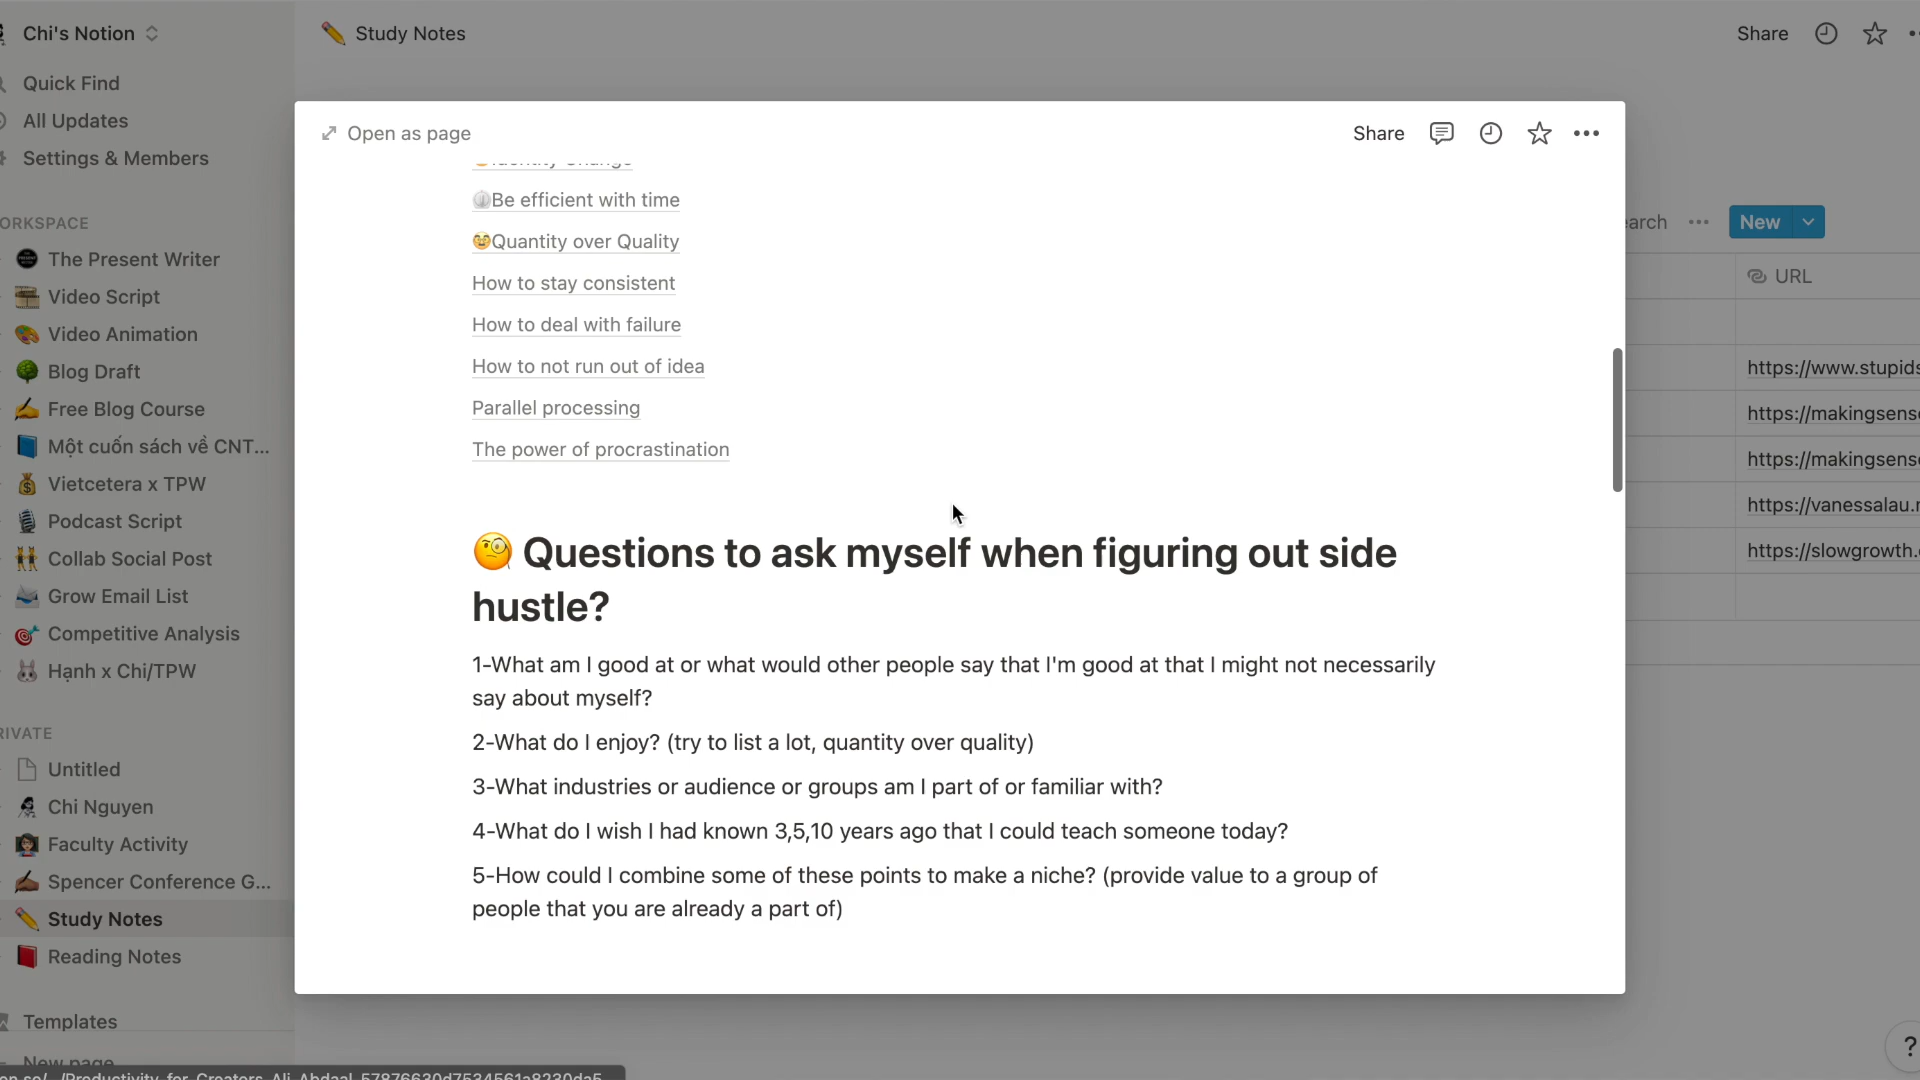 Chi's Notion
Study Notes
Share
Quick Find
All Updates
Settings & Members
ORKSPACE
The Present Writer
Video Script
Video Animation
Blog Draft
Free Blog Course
Một cuốn sách về CNT...
Vietcetera x TPW
Podcast Script
Collab Social Post
Grow Email List
Competitive Analysis
Hạnh x Chi/TPW
RIVATE
Untitled
Chi Nguyen
Faculty Activity
Spencer Conference G...
Study Notes
Reading Notes
Templates
New page
Open as page
Share
Identity Change
Be efficient with time
Quantity over Quality
How to stay consistent
How to deal with failure
How to not run out of idea
Parallel processing
The power of procrastination
Questions to ask myself when figuring out side
hustle?
1-What am I good at or what would other people say that I'm good at that I might not necessarily
say about myself?
2-What do I enjoy? (try to list a lot, quantity over quality)
3-What industries or audience or groups am I part of or familiar with?
4-What do I wish I had known 3,5,10 years ago that I could teach someone today?
5-How could I combine some of these points to make a niche? (provide value to a group of
people that you are already a part of)
earch
New
URL
https://www.stupids
https://makingsense
https://makingsense
https://vanessalau.
https://slowgrowth.
?